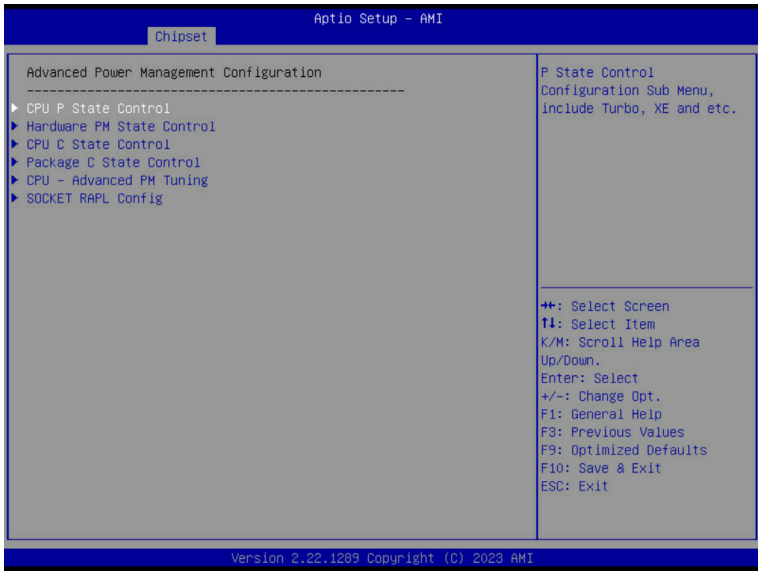 Aptio Setup – AMI
Chipset
Advanced Power Management Configuration
--------------------------------------------------
CPU P State Control
Hardware PM State Control
CPU C State Control
Package C State Control
CPU – Advanced PM Tuning
SOCKET RAPL Config
P State Control
Configuration Sub Menu,
include Turbo, XE and etc.
→←: Select Screen
↑↓: Select Item
K/M: Scroll Help Area
Up/Down.
Enter: Select
+/-: Change Opt.
F1: General Help
F3: Previous Values
F9: Optimized Defaults
F10: Save & Exit
ESC: Exit
Version 2.22.1289 Copyright (C) 2023 AMI